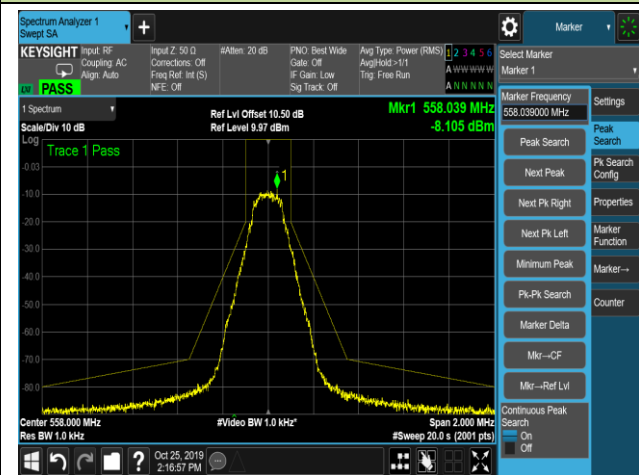 Spectrum Analyzer 1
Swept SA
Marker
KEYSIGHT
Input: RF
Coupling: AC
Align: Auto
Input Z: 50 Ω
Corrections: Off
Freq Ref: Int (S)
NFE: Off
#Atten: 20 dB
PNO: Best Wide
Gate: Off
IF Gain: Low
Sig Track: Off
Avg Type: Power (RMS)
Avg|Hold:>1/1
Trig: Free Run
1 2 3 4 5 6
A W W W W W
A N N N N N
LXI
PASS
Select Marker
Marker 1
1 Spectrum
Scale/Div 10 dB
Log
Ref Lvl Offset 10.50 dB
Ref Level 9.97 dBm
Mkr1 558.039 MHz
-8.105 dBm
Trace 1 Pass
1
-0.03
-10.0
-20.0
-30.0
-40.0
-50.0
-60.0
-70.0
-80.0
Center 558.000 MHz
Res BW 1.0 kHz
#Video BW 1.0 kHz*
Span 2.000 MHz
#Sweep 20.0 s (2001 pts)
Marker Frequency
558.039000 MHz
Peak Search
Next Peak
Next Pk Right
Next Pk Left
Minimum Peak
Pk-Pk Search
Marker Delta
Mkr→CF
Mkr→Ref Lvl
Continuous Peak
Search
On
Off
Settings
Peak
Search
Pk Search
Config
Properties
Marker
Function
Marker→
Counter
Oct 25, 2019
2:16:57 PM